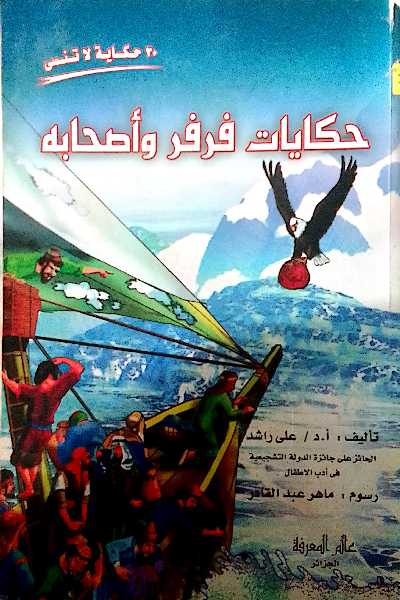 ٢٠ حكاية لا تنسى
حكايات فرفر وأصحابه
تأليف: أ.د/ على راشد
الحائز على جائزة الدولة التشجيعية
فى أدب الأطفال
رسوم: ماهر عبد القادر
عالم المعرفة
الجزائر